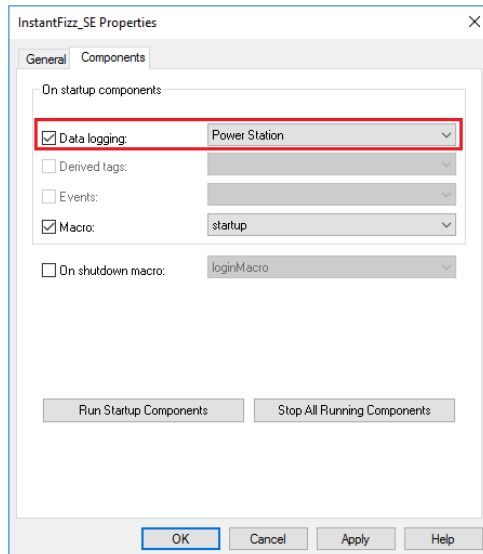 InstantFizz_SE Properties
General Components
On startup components
Data logging: Power Station
Derived tags:
Events:
Macro: startup
On shutdown macro: loginMacro
Run Startup Components Stop All Running Components
OK Cancel Apply Help